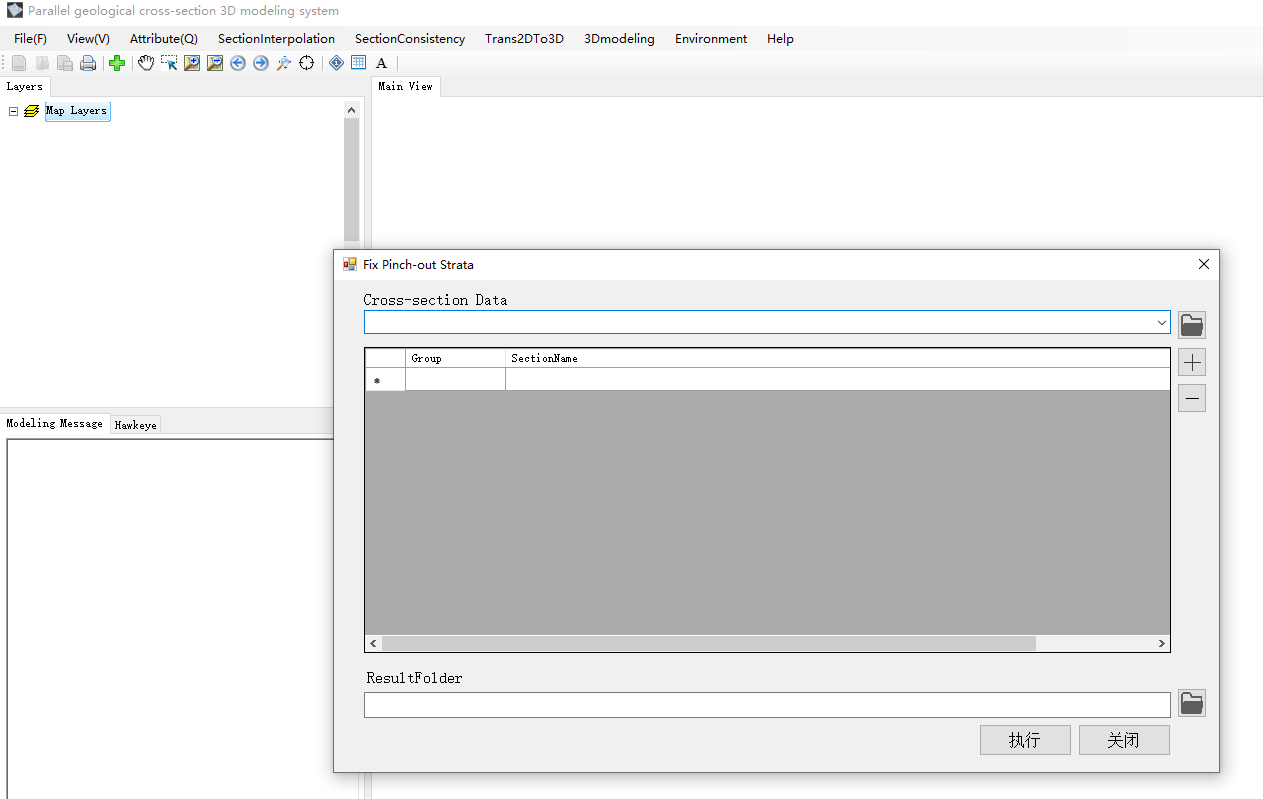 Parallel geological cross-section 3D modeling system
File(F) View(V) Attribute(Q) SectionInterpolation SectionConsistency Trans2DTo3D 3Dmodeling Environment Help
A
Layers
Main View
Map Layers
Fix Pinch-out Strata
Cross-section Data
Group SectionName
Modeling Message Hawkeye
ResultFolder
执行 关闭